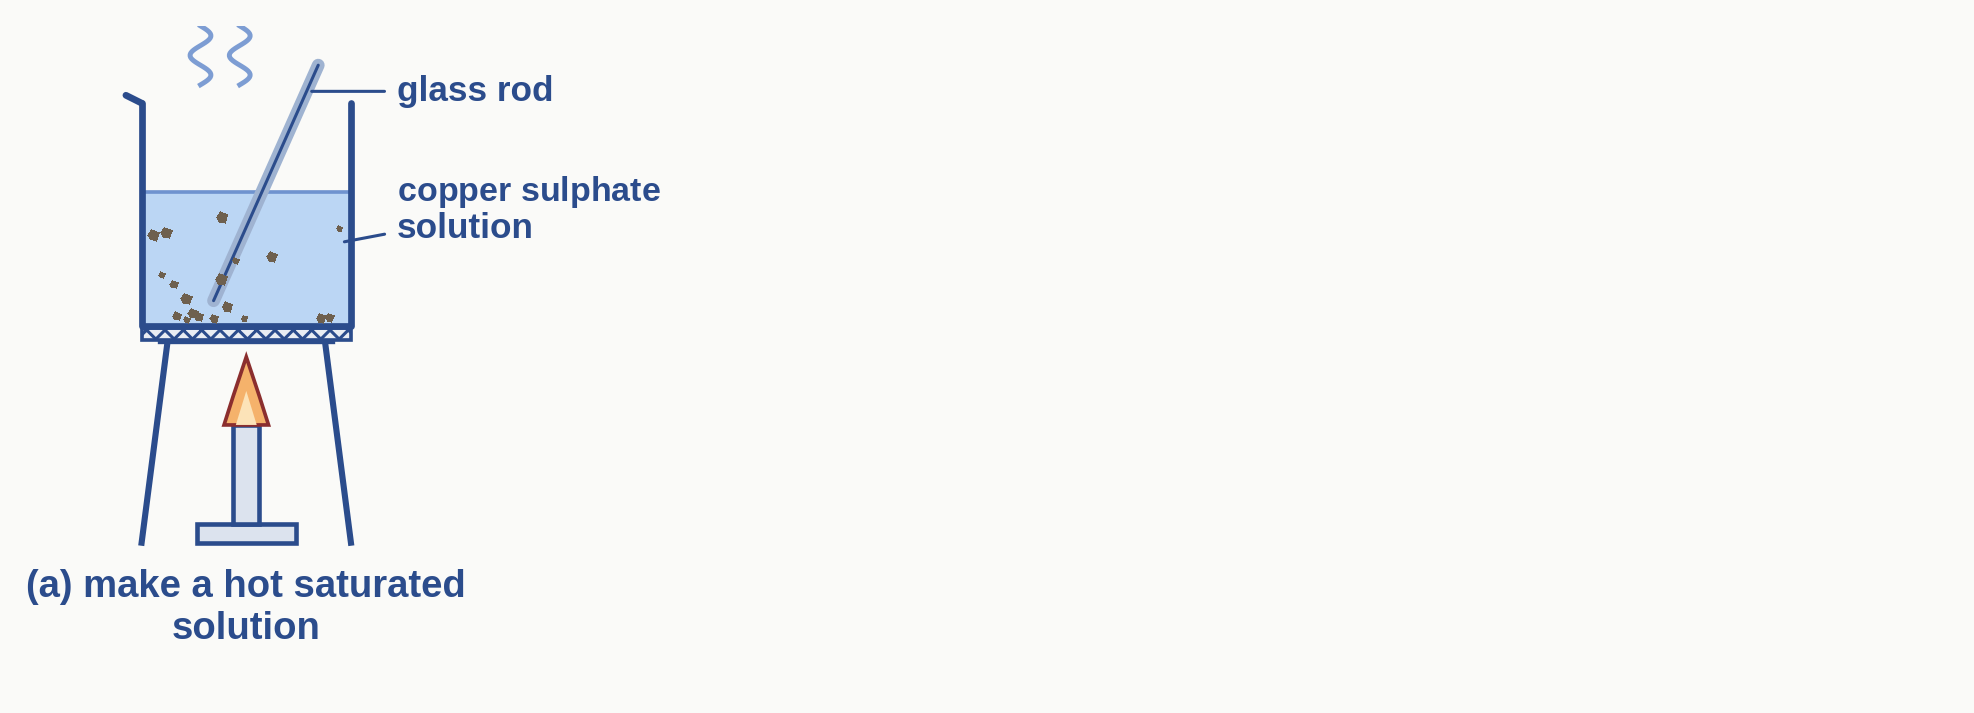 glass rod
copper sulphate
solution
(a) make a hot saturated
solution